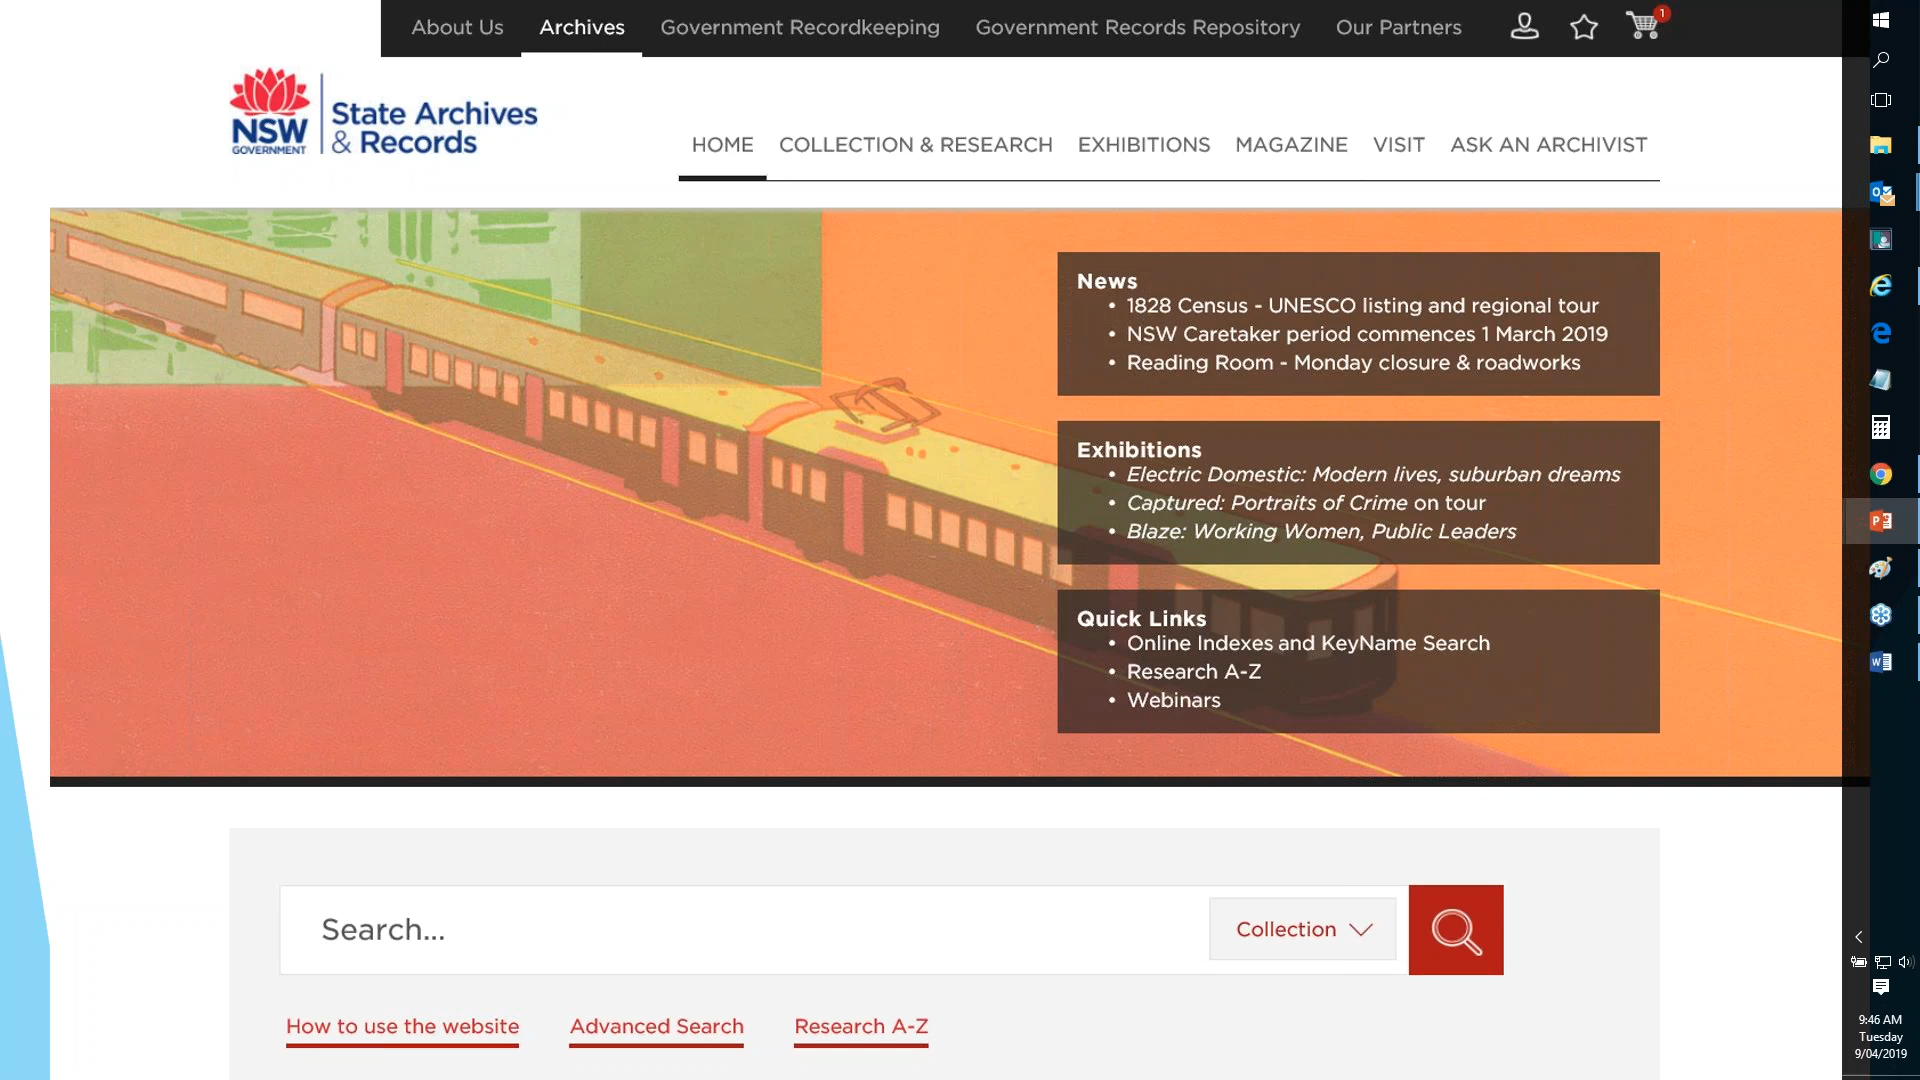 About Us Archives Government Recordkeeping Government Records Repository Our Partners 1
NSW
GOVERNMENT
State Archives
& Records
HOME COLLECTION & RESEARCH EXHIBITIONS MAGAZINE VISIT ASK AN ARCHIVIST
News
• 1828 Census - UNESCO listing and regional tour
• NSW Caretaker period commences 1 March 2019
• Reading Room - Monday closure & roadworks
Exhibitions
• Electric Domestic: Modern lives, suburban dreams
• Captured: Portraits of Crime on tour
• Blaze: Working Women, Public Leaders
Quick Links
• Online Indexes and KeyName Search
• Research A-Z
• Webinars
Search...
Collection
How to use the website Advanced Search Research A-Z
9:46 AM
Tuesday
9/04/2019